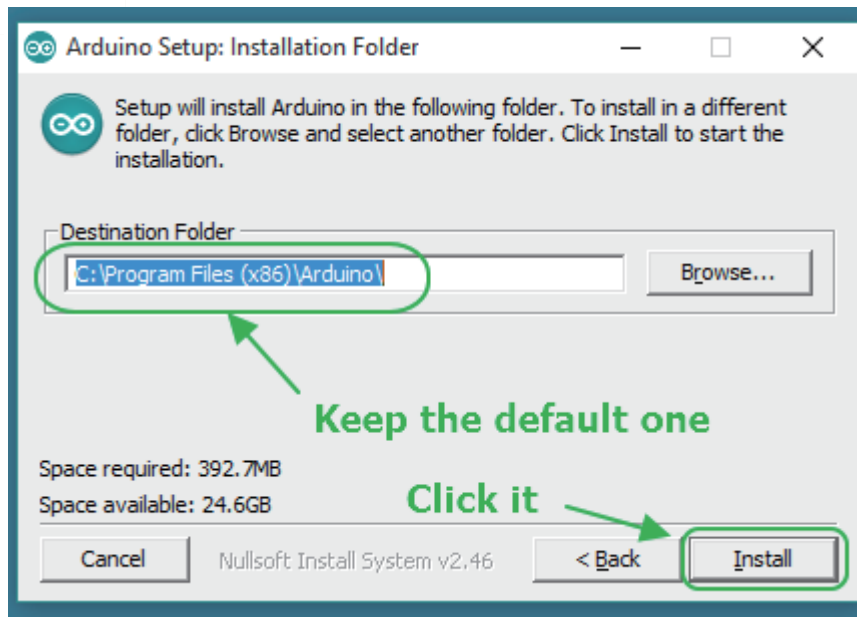 Arduino Setup: Installation Folder
Setup will install Arduino in the following folder. To install in a different
folder, click Browse and select another folder. Click Install to start the
installation.
Destination Folder
C:\Program Files (x86)\Arduino\
Browse...
Keep the default one
Space required: 392.7MB
Space available: 24.6GB
Click it
Cancel
Nullsoft Install System v2.46
< Back
Install